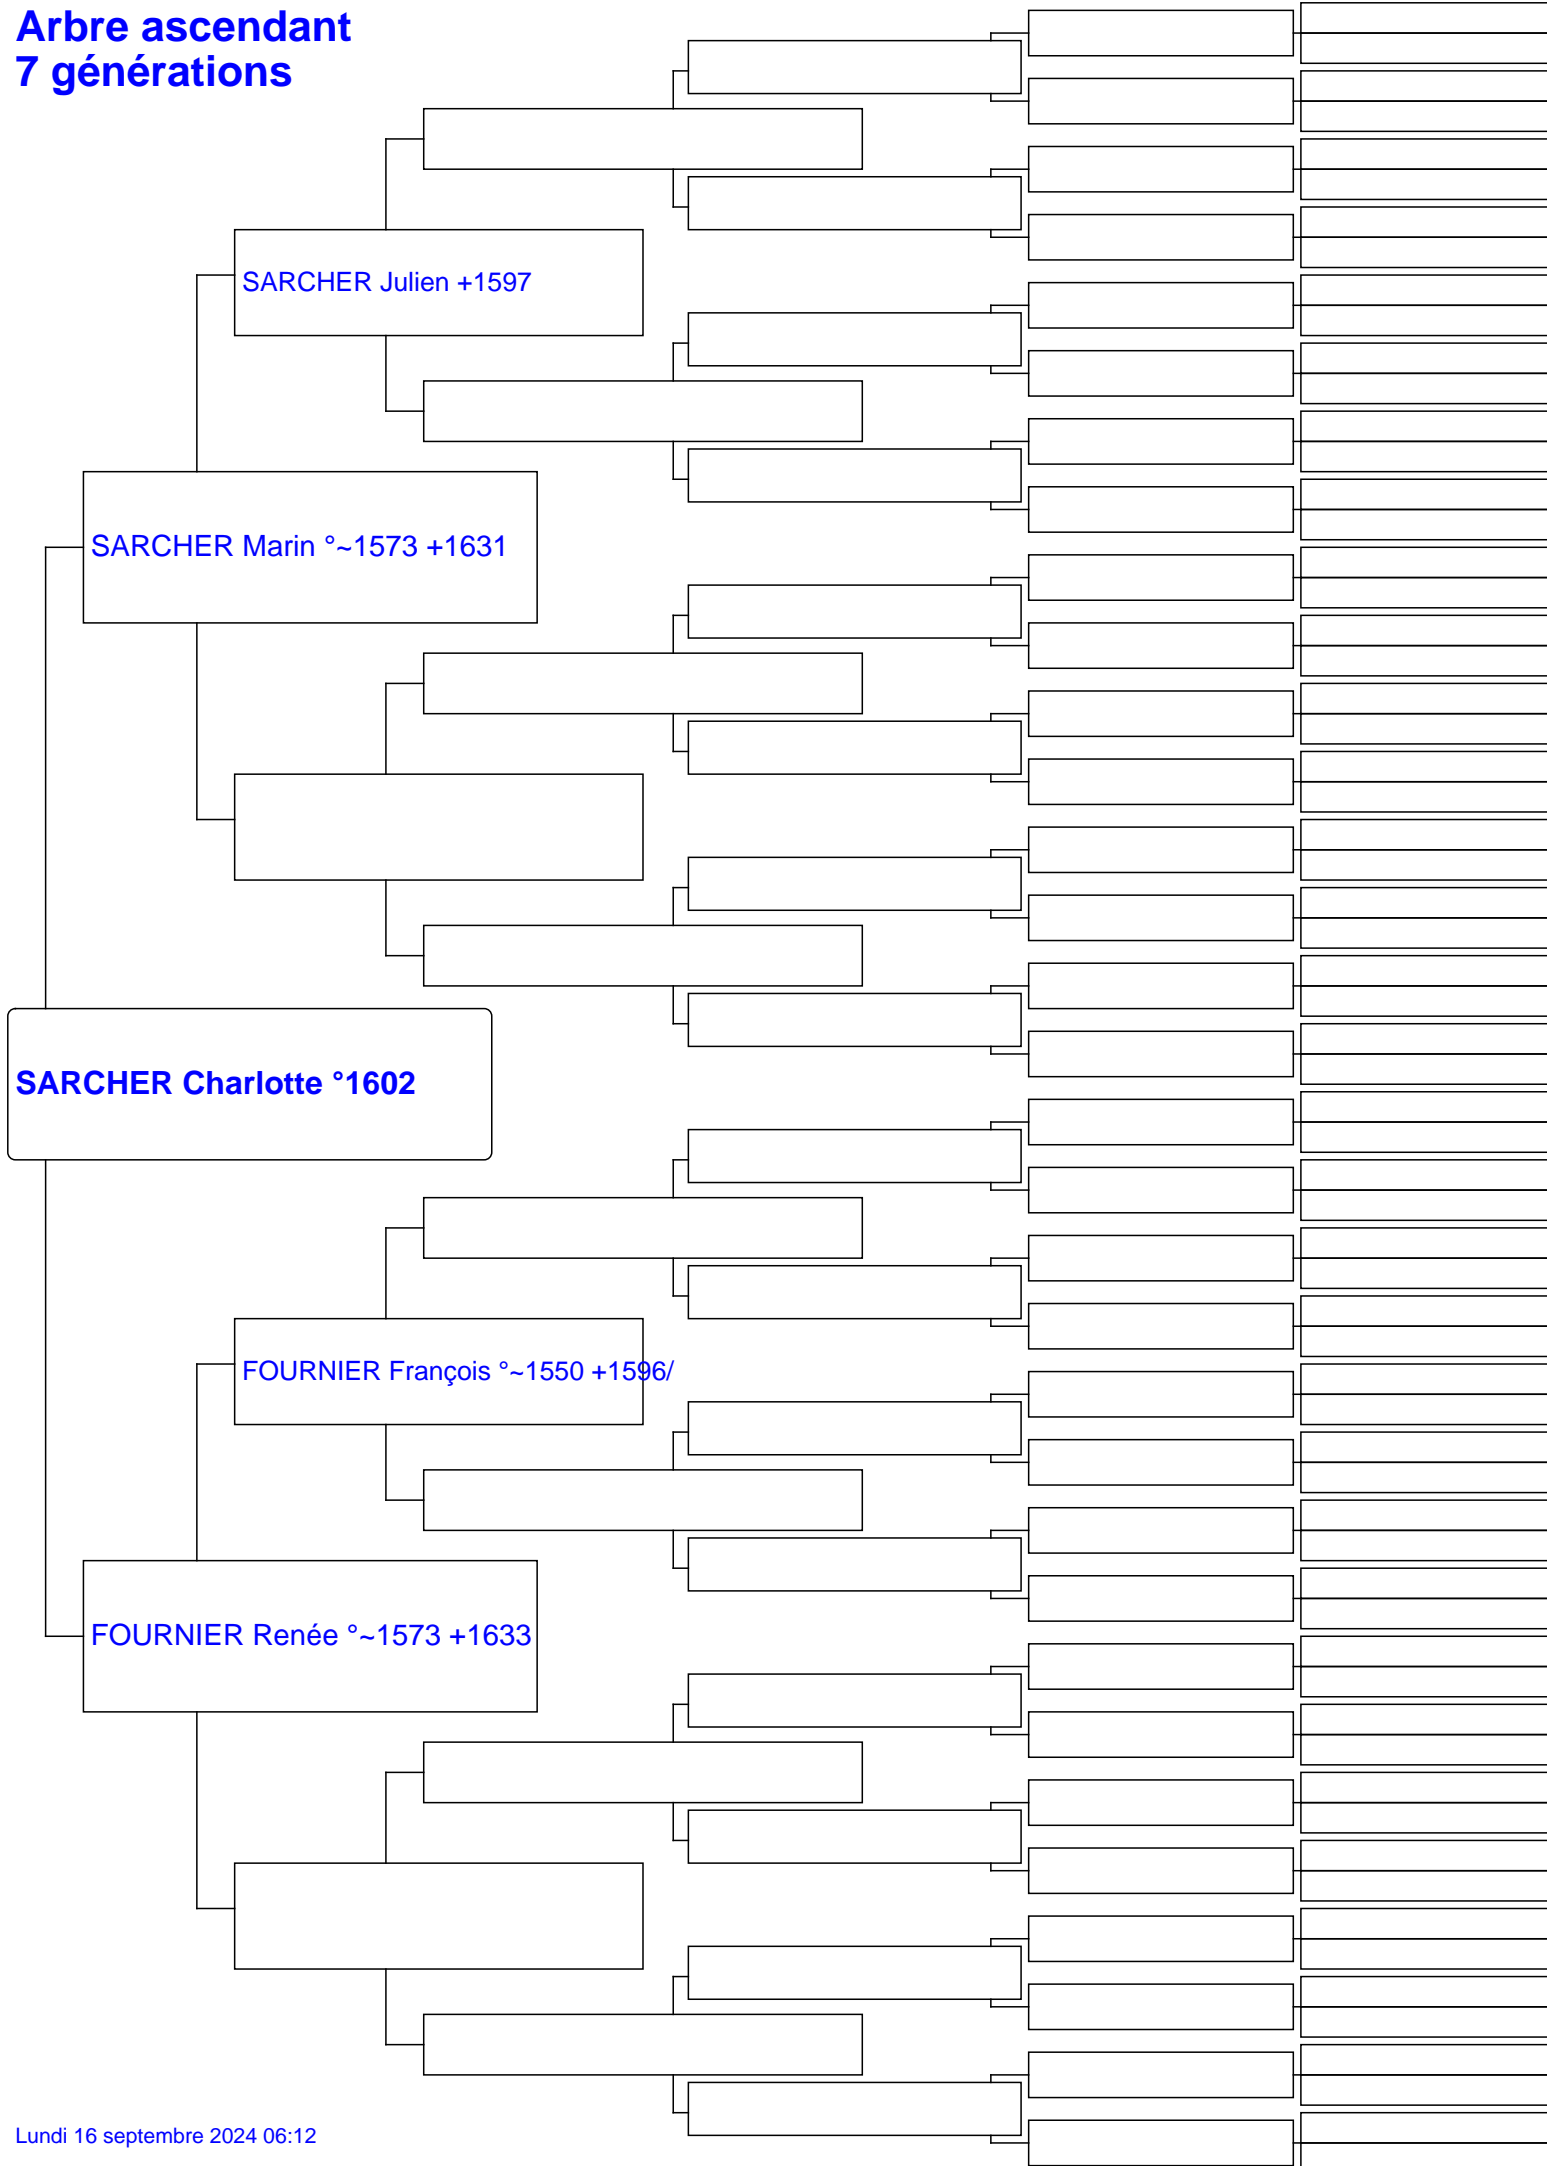 Arbre ascendant
7 générations
SARCHER Julien +1597
SARCHER Marin °~1573 +1631
SARCHER Charlotte °1602
FOURNIER François °~1550 +1596/
FOURNIER Renée °~1573 +1633
Lundi 16 septembre 2024 06:12